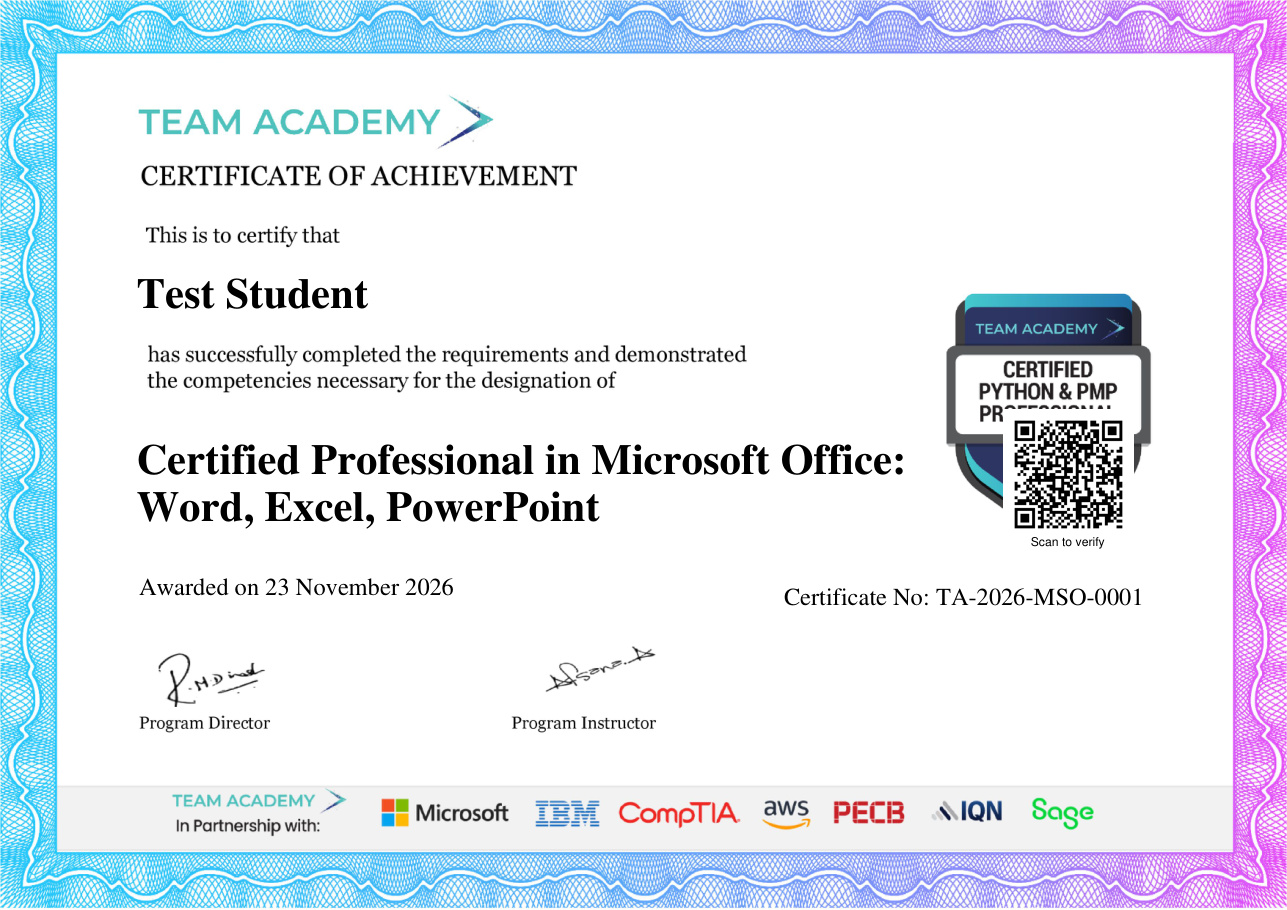 TEAM ACADEMY
CERTIFICATE OF ACHIEVEMENT
This is to certify that
Test Student
has successfully completed the requirements and demonstrated
the competencies necessary for the designation of
TEAM ACADEMY
CERTIFIED
PYTHON & PMP
PROFESSIONAL
Certified Professional in Microsoft Office:
Word, Excel, PowerPoint
Scan to verify
Awarded on 23 November 2026
Certificate No: TA-2026-MSO-0001
Program Director
Program Instructor
TEAM ACADEMY
In Partnership with:
Microsoft
IBM
CompTIA.
aws
PECB
IQN
Sage